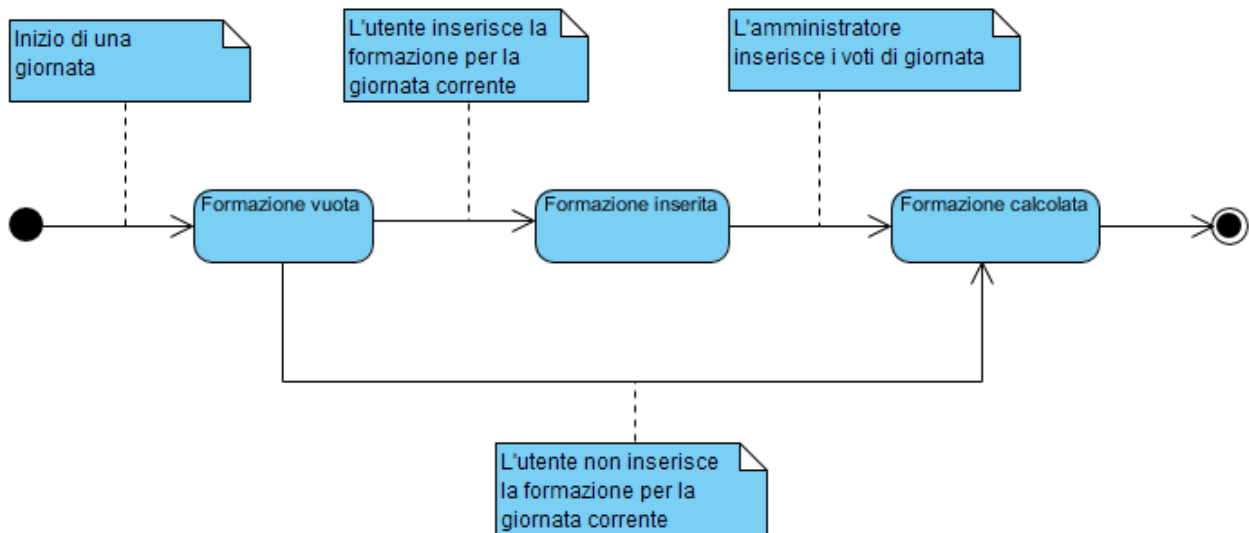 Inizio di una
giornata
L'utente inserisce la
formazione per la
giornata corrente
L'amministratore
inserisce i voti di giornata
Formazione vuota
Formazione inserita
Formazione calcolata
L'utente non inserisce
la formazione per la
giornata corrente